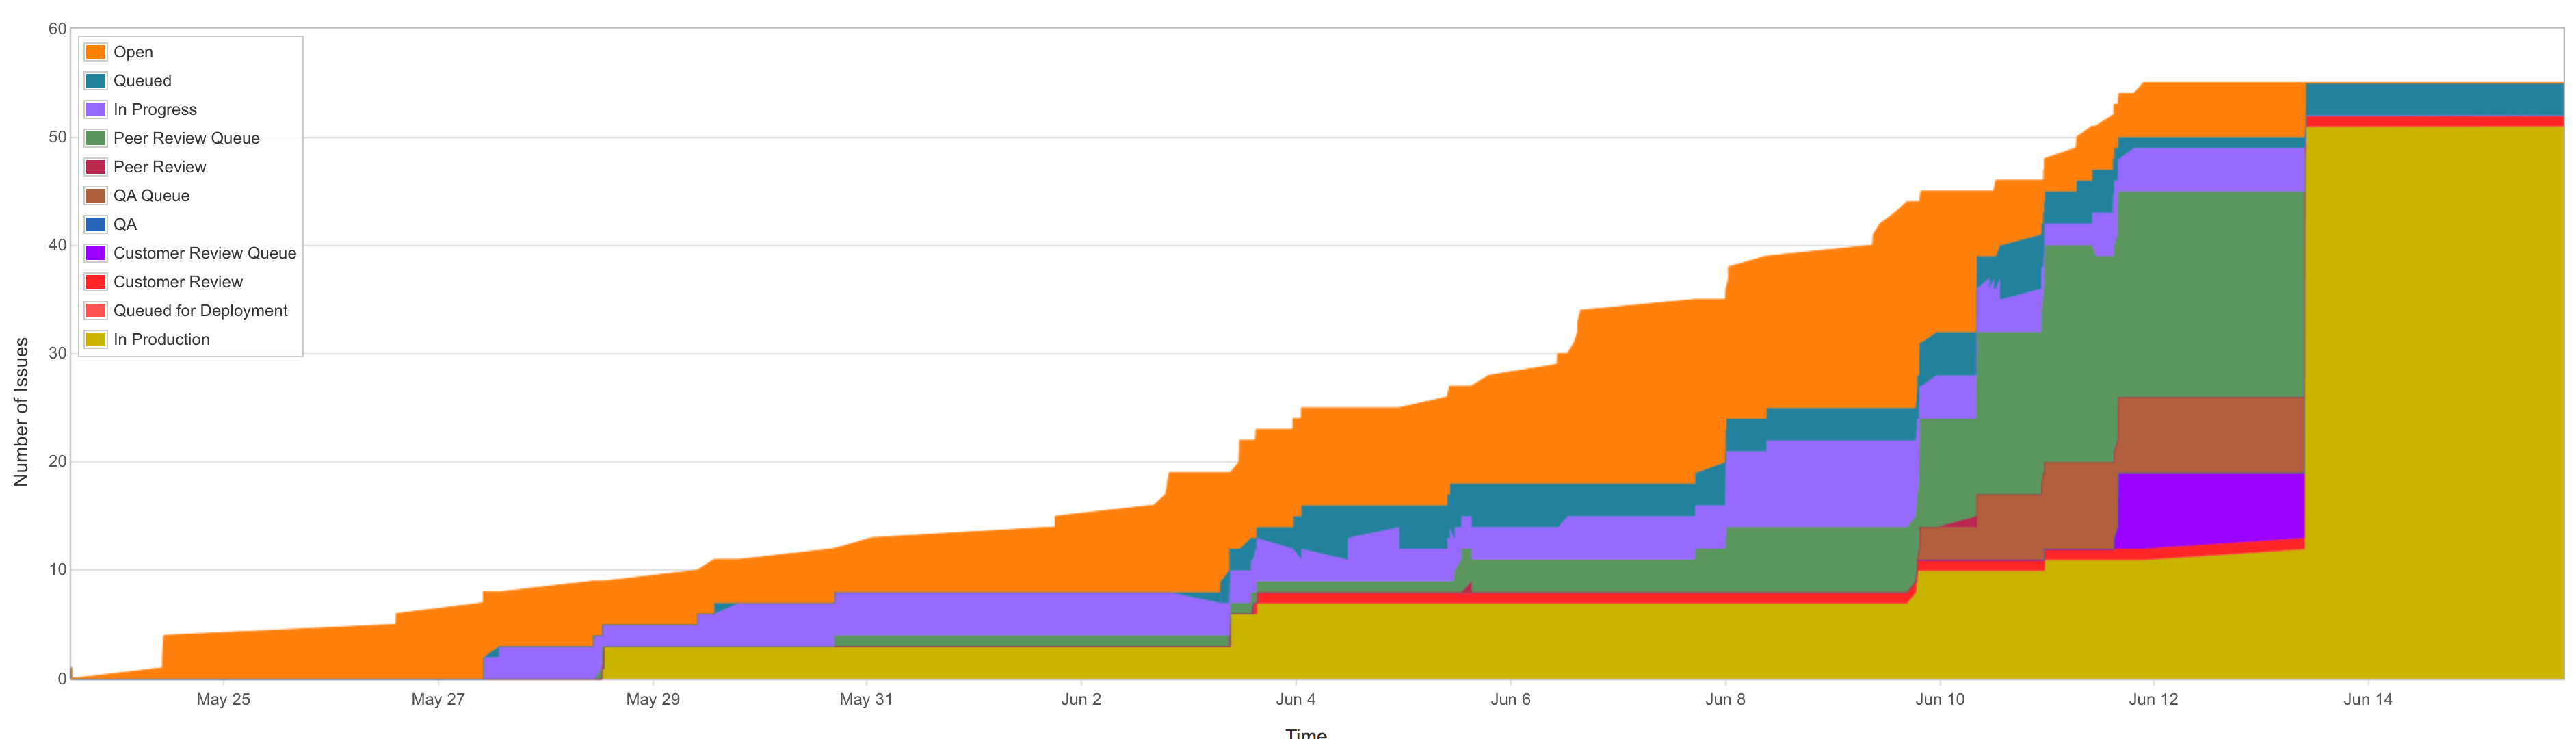 60
50
40
30
20
10
0
Number of Issues
Open
Queued
In Progress
Peer Review Queue
Peer Review
QA Queue
QA
Customer Review Queue
Customer Review
Queued for Deployment
In Production
May 25 May 27 May 29 May 31 Jun 2 Jun 4 Jun 6 Jun 8 Jun 10 Jun 12 Jun 14
Time